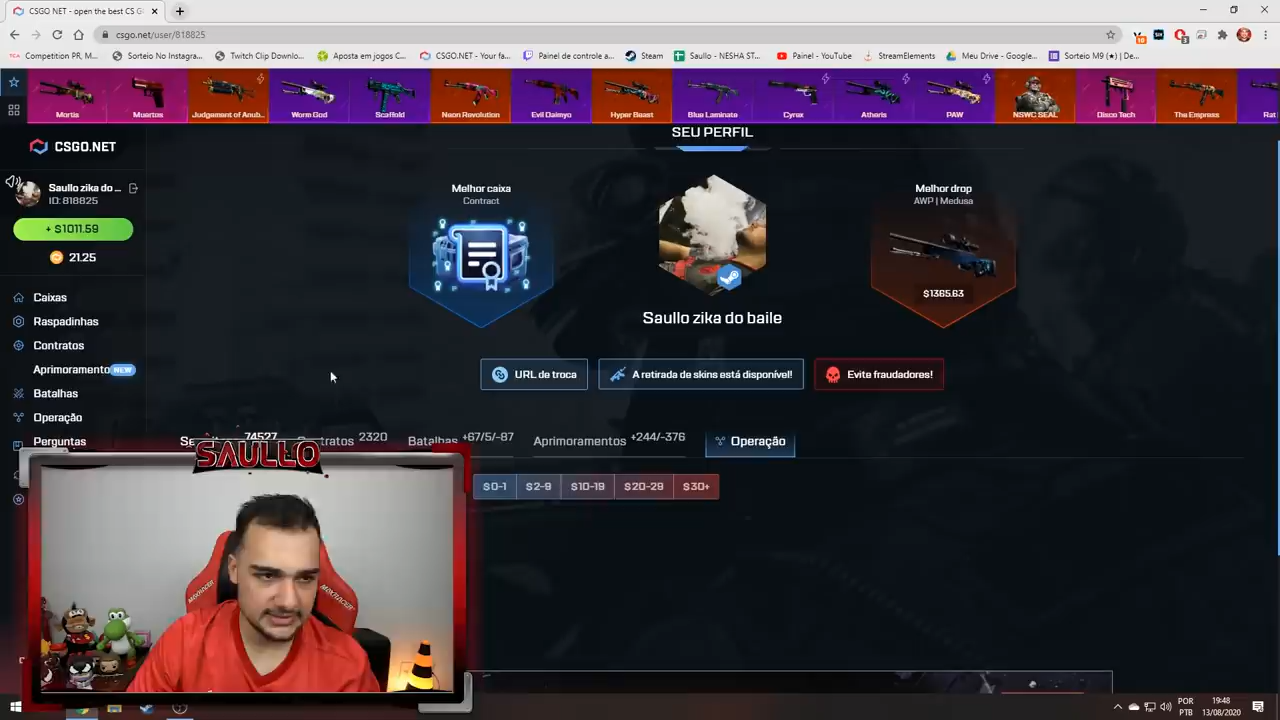 CSGO NET - open the best CS G
csgo.net/user/818825
Competition PR, M...
Sorteio No Instagra...
Twitch Clip Downlo...
Aposta em jogos C...
CSGO.NET - Your f...
Painel de controle a...
Steam
Saullo - NESHA ST...
Painel - YouTube
StreamElements
Meu Drive - Google...
Sorteio M9 (★) | De...
Mortis
Muertos
Judgement of Anub...
Worm God
Scaffold
Neon Revolution
Evil Daimyo
Hyper Beast
Blue Laminate
Cyrex
Atheris
PAW
NSWC SEAL
Disco Tech
The Empress
Rat
CSGO.NET
Saullo zika do ...
ID: 818825
+ $1011.59
21.25
Caixas
Raspadinhas
Contratos
Aprimoramento NEW
Batalhas
Operação
Perguntas
SEU PERFIL
Melhor caixa
Contract
Melhor drop
AWP | Medusa
$1365.63
Saullo zika do baile
URL de troca
A retirada de skins está disponível!
Evite fraudadores!
74527
2320
Batalhas +67/5/-87
Aprimoramentos +244/-376
Operação
$0-1
$2-9
$10-19
$20-29
$30+
SAULLO
MAXRACER
MAXRACER
POR
PTB
19:48
13/08/2020